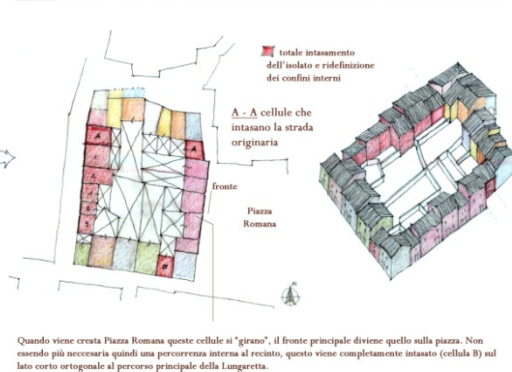 totale intasamento
dell'isolato e ridefinizione
dei confini interni
A - A cellule che
intasano la strada
originaria
A
A
fronte
Piazza
Romana
B
N
Quando viene creata Piazza Romana queste cellule si "girano", il fronte principale diviene quello sulla piazza. Non
essendo più neccesaria quindi una percorrenza interna al recinto, questo viene completamente intasato (cellula B) sul
lato corto ortogonale al percorso principale della Lungaretta.